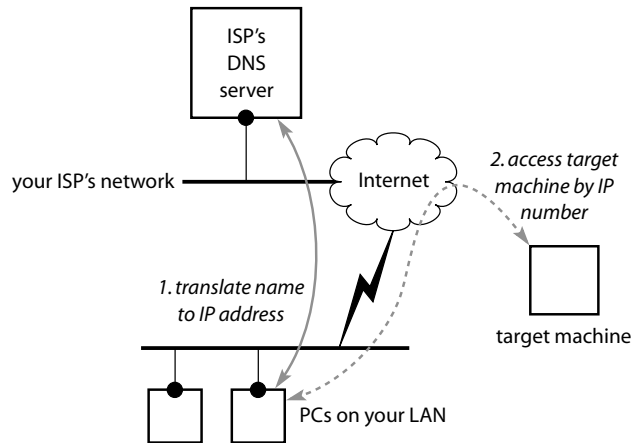 ISP's
DNS
server
your ISP's network
Internet
2. access target
machine by IP
number
1. translate name
to IP address
target machine
PCs on your LAN